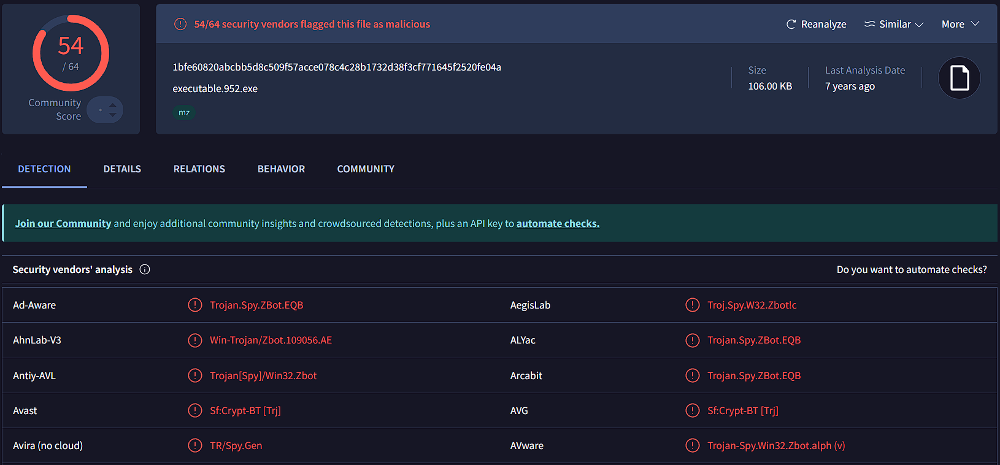 54
/ 64
Community
Score
54/64 security vendors flagged this file as malicious
Reanalyze
Similar
More
1bfe60820abcbb5d8c509f57acce078c4c28b1732d38f3cf771645f2520fe04a
executable.952.exe
mz
Size
106.00 KB
Last Analysis Date
7 years ago
DETECTION DETAILS RELATIONS BEHAVIOR COMMUNITY
Join our Community and enjoy additional community insights and crowdsourced detections, plus an API key to automate checks.
Security vendors' analysis
Do you want to automate checks?
Ad-Aware Trojan.Spy.ZBot.EQB AegisLab Troj.Spy.W32.Zbot!c
AhnLab-V3 Win-Trojan/Zbot.109056.AE ALYac Trojan.Spy.ZBot.EQB
Antiy-AVL Trojan[Spy]/Win32.Zbot Arcabit Trojan.Spy.ZBot.EQB
Avast Sf:Crypt-BT [Trj] AVG Sf:Crypt-BT [Trj]
Avira (no cloud) TR/Spy.Gen AVware Trojan-Spy.Win32.Zbot.alph (v)